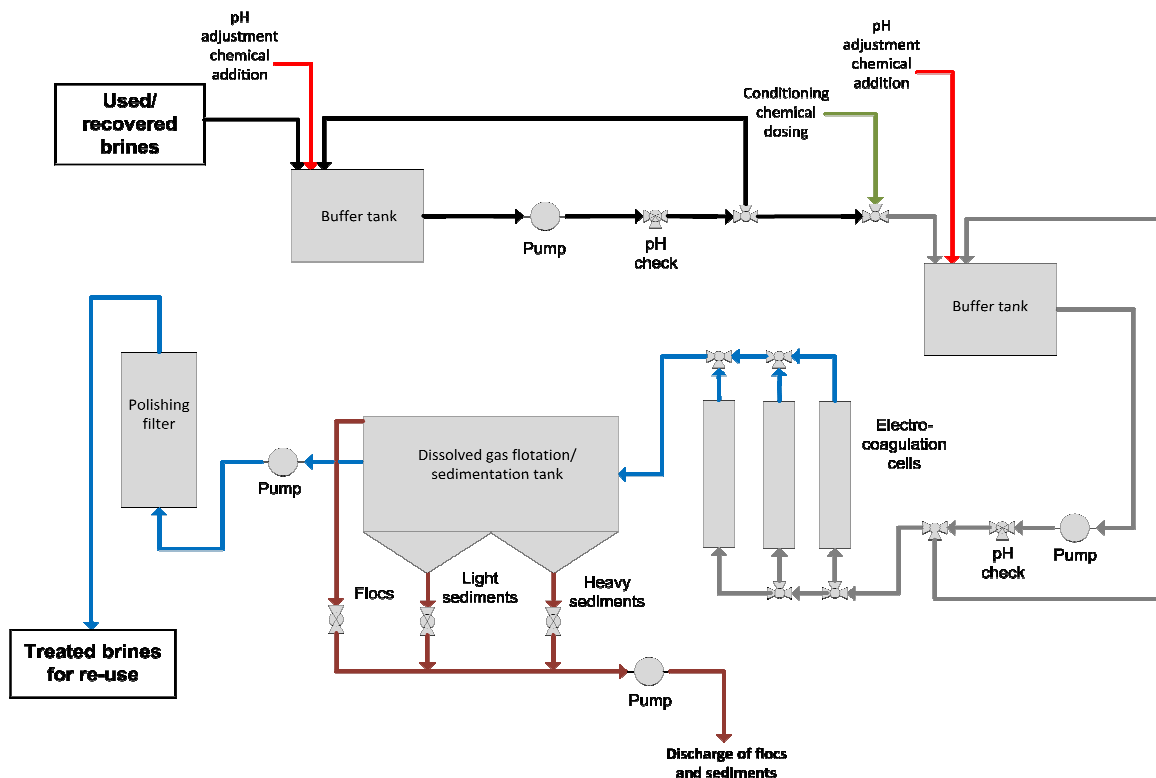 pH
adjustment
chemical
addition
pH
adjustment
chemical
addition
Used/
recovered
brines
Conditioning
chemical
dosing
Buffer tank
Pump
pH
check
Buffer tank
Polishing
filter
Dissolved gas flotation/
sedimentation tank
Electro-
coagulation
cells
Pump
pH
check
Pump
Flocs
Light
sediments
Heavy
sediments
Treated brines
for re-use
Pump
Discharge of flocs
and sediments